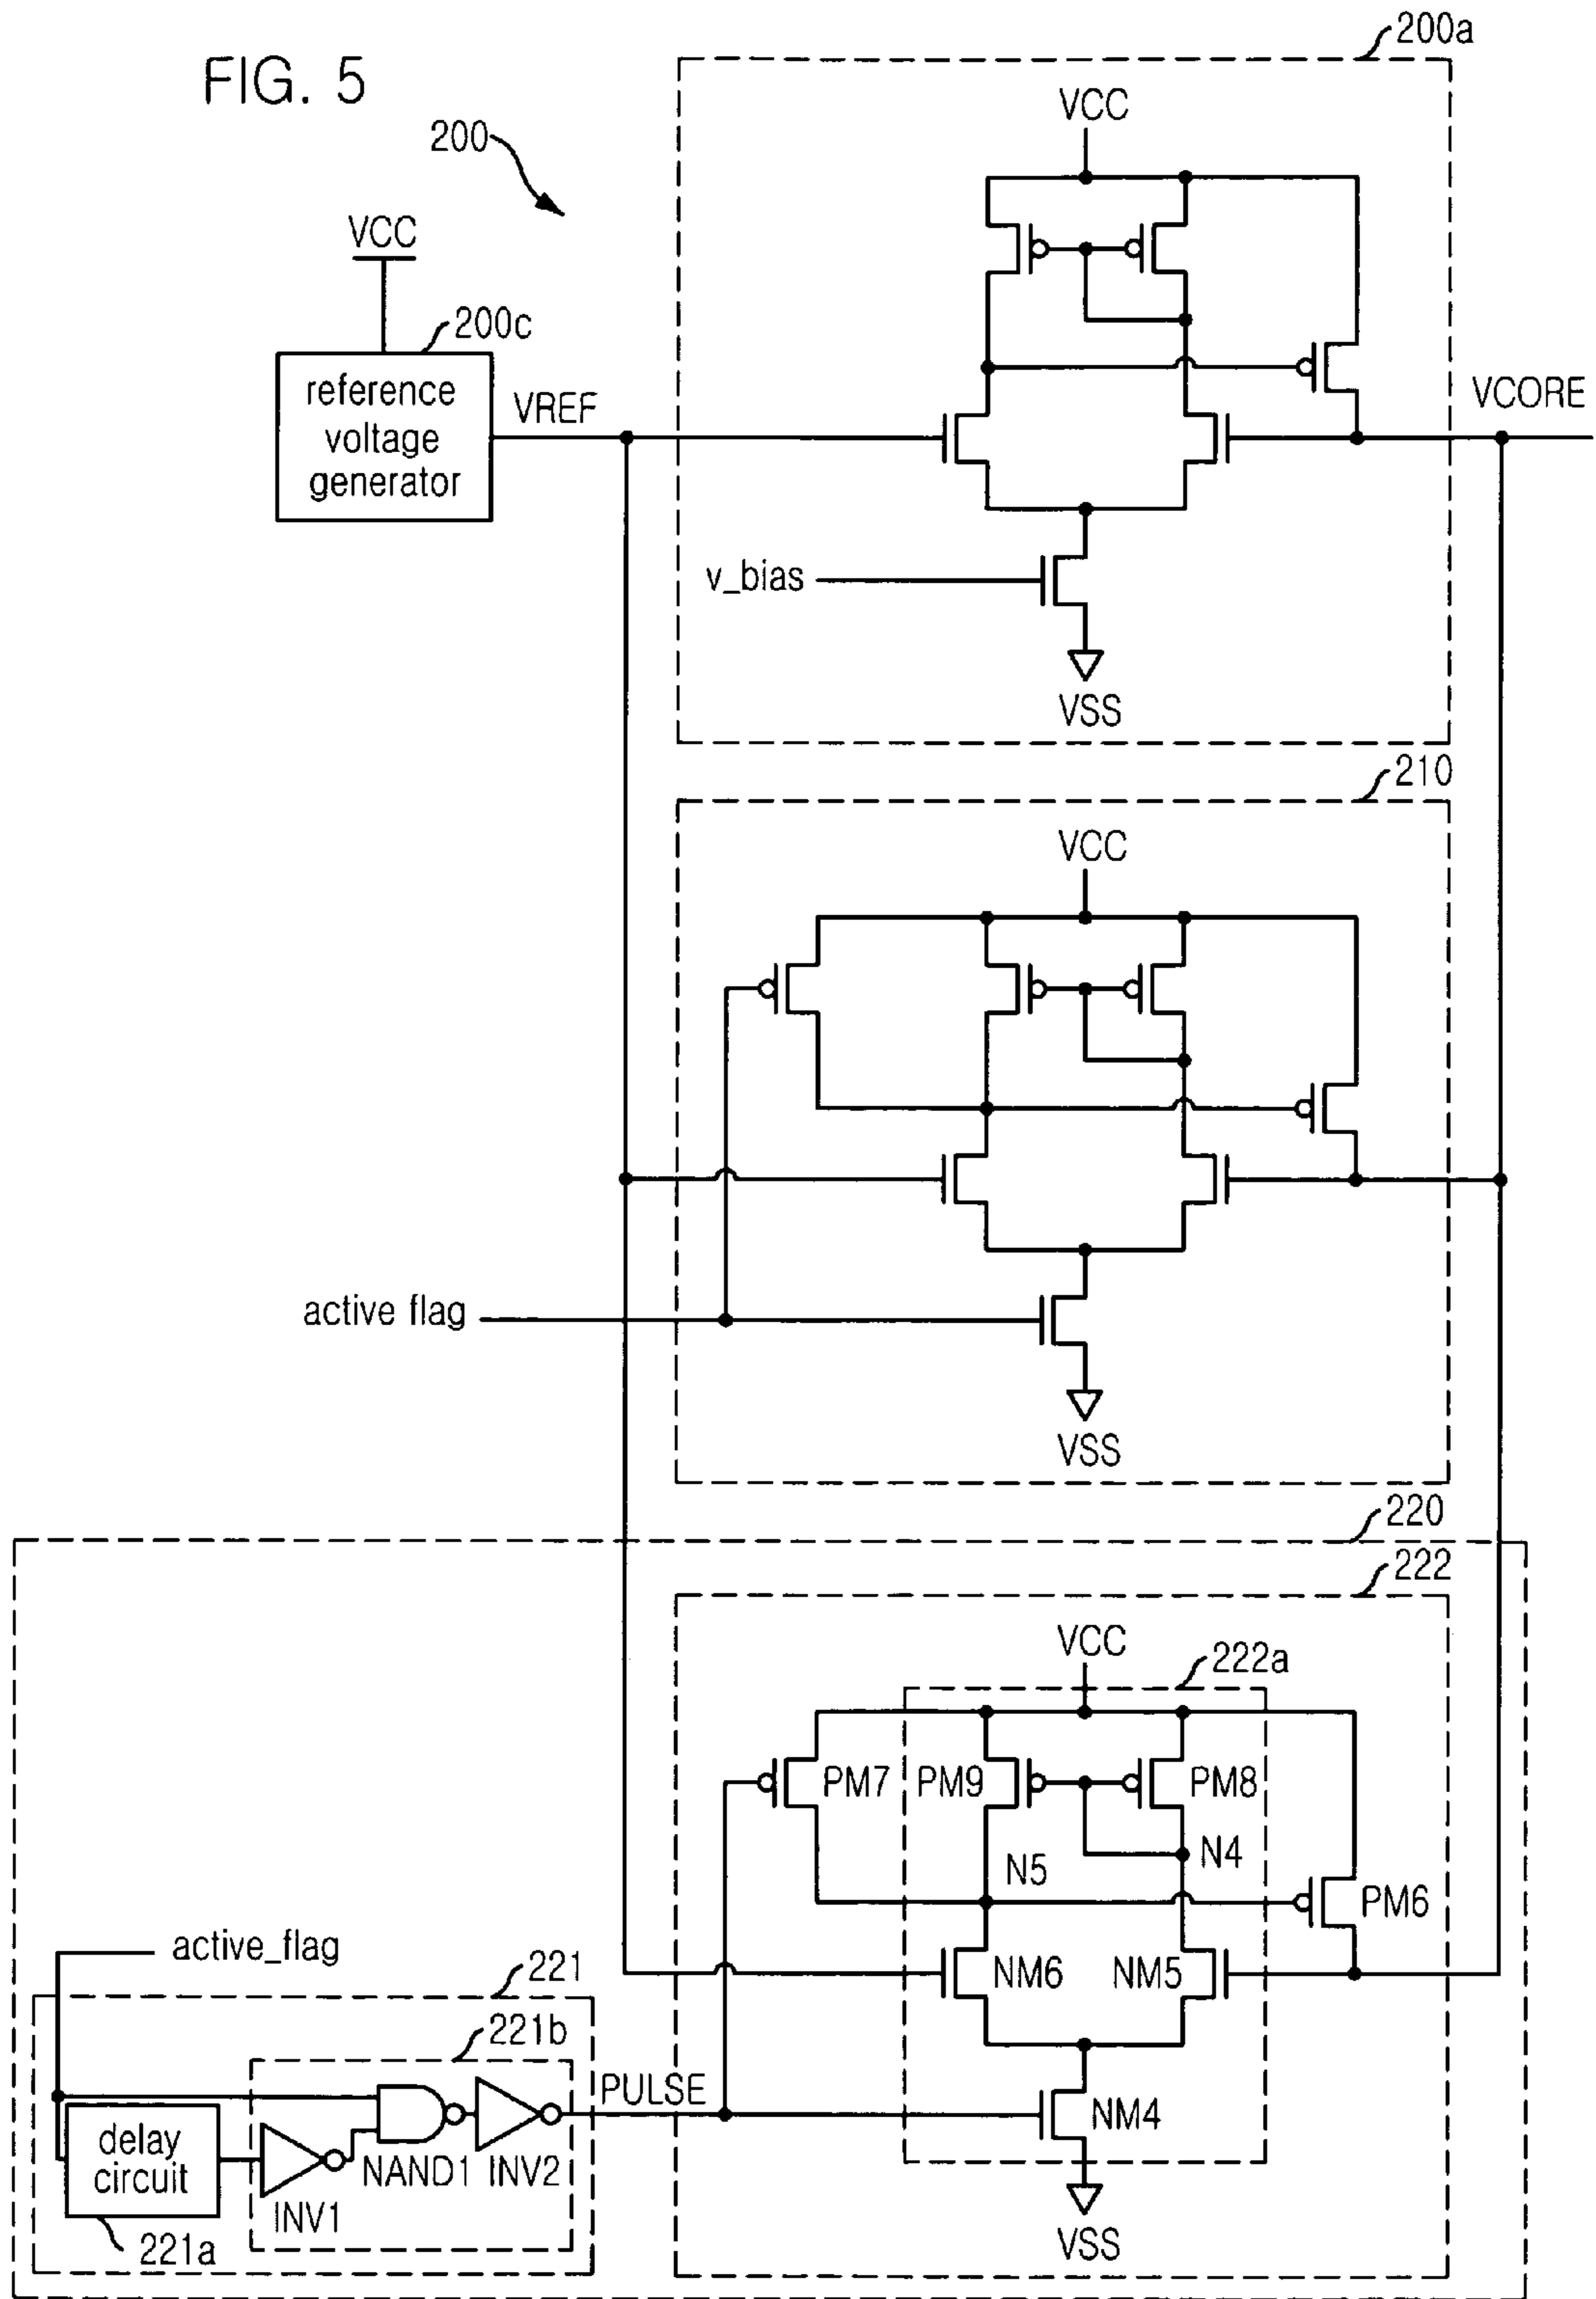 FIG. 5
200
200a
VCC
VCC
200c
reference
voltage
generator
VREF
VCORE
v_bias
VSS
210
VCC
active flag
VSS
220
222
VCC
222a
PM7
PM9
PM8
N5
N4
PM6
active_flag
NM6
NM5
221
221b
PULSE
NM4
delay
circuit
NAND1
INV2
INV1
221a
VSS